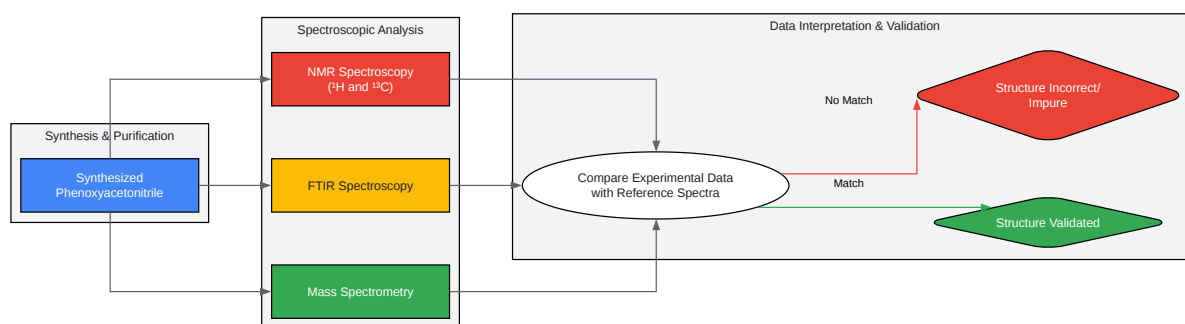 Synthesis & Purification
Synthesized
Phenoxyacetonitrile
Spectroscopic Analysis
NMR Spectroscopy
(¹H and ¹³C)
FTIR Spectroscopy
Mass Spectrometry
Data Interpretation & Validation
Compare Experimental Data
with Reference Spectra
No Match
Structure Incorrect/
Impure
Match
Structure Validated